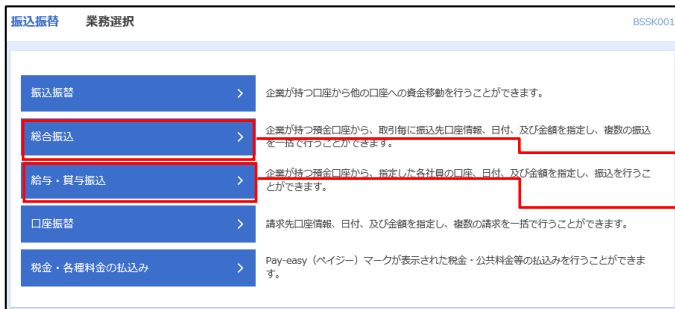 振込振替 業務選択 BSSK001
振込振替 企業が持つ口座から他の口座への資金移動を行うことができます。
総合振込 企業が持つ預金口座から、取引毎に振込先口座情報、日付、及び金額を指定し、複数の振込
を一括で行うことができます。
給与・賞与振込 企業が持つ預金口座から、指定した各社員の口座、日付、及び金額を指定し、振込を行うこ
とができます。
口座振替 請求先口座情報、日付、及び金額を指定し、複数の請求を一括で行うことができます。
税金・各種料金の払込み Pay-easy（ペイジー）マークが表示された税金・公共料金等の払込みを行うことができま
す。